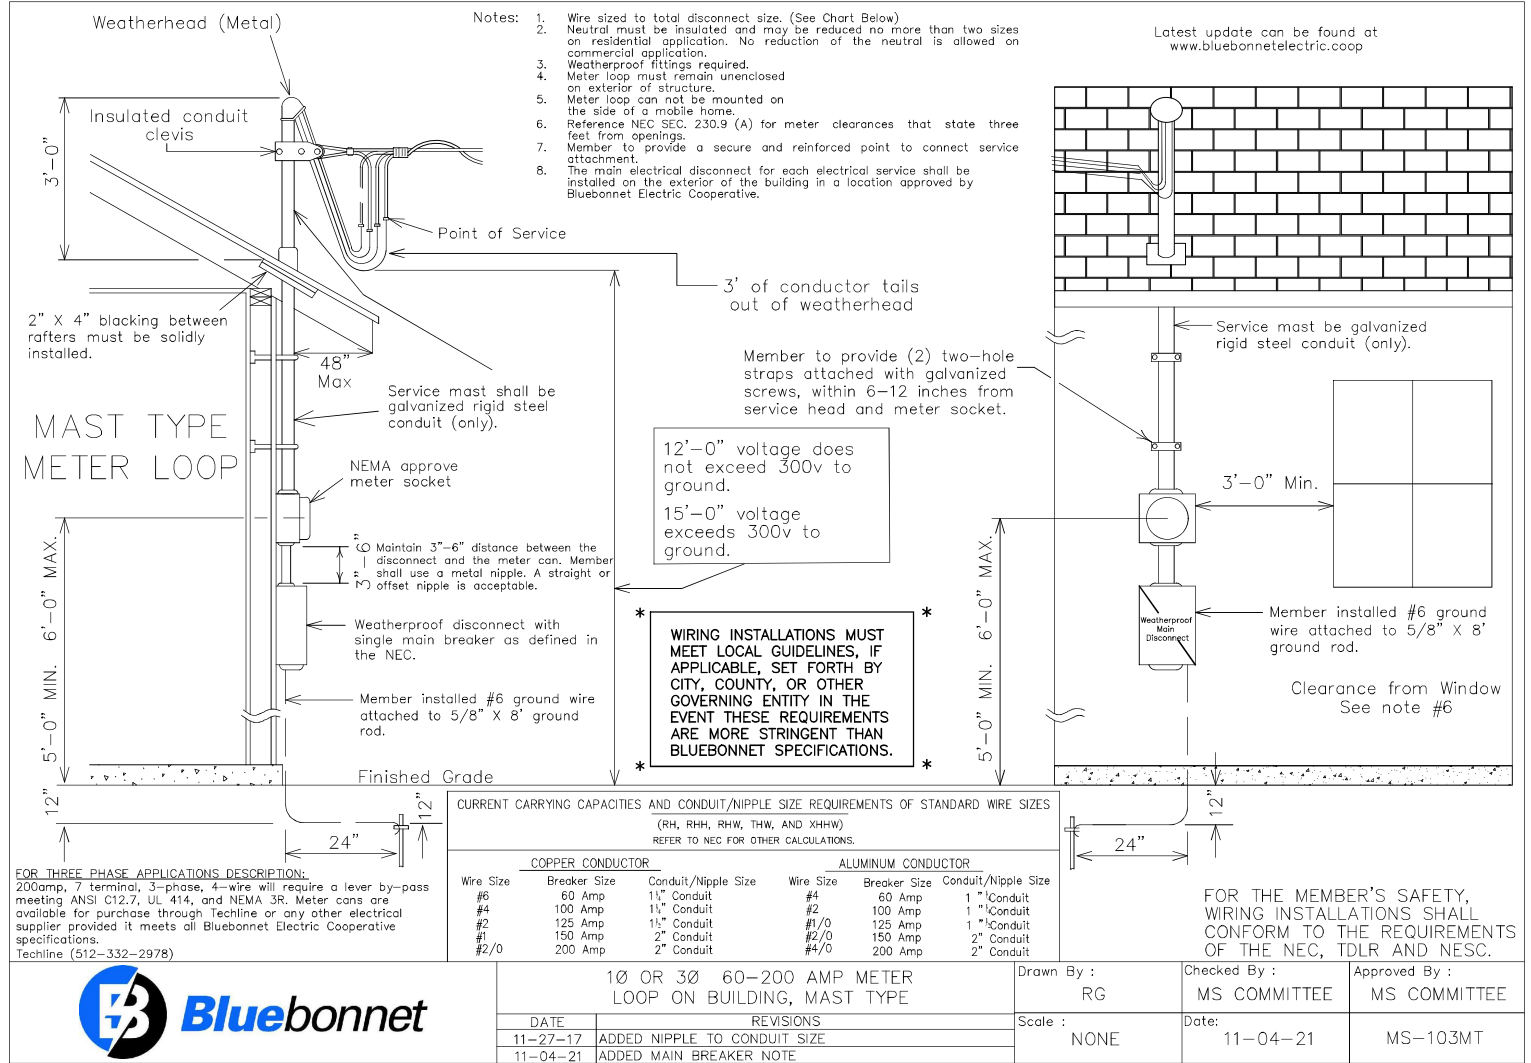 Weatherhead (Metal)
Notes: 1. Wire sized to total disconnect size. (See Chart Below)
2. Neutral must be insulated and may be reduced no more than two sizes
on residential application. No reduction of the neutral is allowed on
commercial application.
3. Weatherproof fittings required.
4. Meter loop must remain unenclosed
on exterior of structure.
5. Meter loop can not be mounted on
the side of a mobile home.
6. Reference NEC SEC. 230.9 (A) for meter clearances that state three
feet from openings.
7. Member to provide a secure and reinforced point to connect service
attachment.
8. The main electrical disconnect for each electrical service shall be
installed on the exterior of the building in a location approved by
Bluebonnet Electric Cooperative.
Latest update can be found at
www.bluebonnetelectric.coop
Insulated conduit
clevis
3'-0"
Point of Service
3' of conductor tails
out of weatherhead
2" X 4" blacking between
rafters must be solidly
installed.
48"
Max
Service mast shall be
galvanized rigid steel
conduit (only).
MAST TYPE
METER LOOP
NEMA approve
meter socket
3"-6"
Maintain 3"-6" distance between the
disconnect and the meter can. Member
shall use a metal nipple. A straight or
offset nipple is acceptable.
5'-0" MIN. 6'-0" MAX.
Weatherproof disconnect with
single main breaker as defined in
the NEC.
Member installed #6 ground wire
attached to 5/8" X 8' ground
rod.
Finished Grade
12"
24"
12"
Member to provide (2) two-hole
straps attached with galvanized
screws, within 6-12 inches from
service head and meter socket.
12'-0" voltage does
not exceed 300v to
ground.
15'-0" voltage
exceeds 300v to
ground.
* *
WIRING INSTALLATIONS MUST
MEET LOCAL GUIDELINES, IF
APPLICABLE, SET FORTH BY
CITY, COUNTY, OR OTHER
GOVERNING ENTITY IN THE
EVENT THESE REQUIREMENTS
ARE MORE STRINGENT THAN
BLUEBONNET SPECIFICATIONS.
* *
Service mast be galvanized
rigid steel conduit (only).
3'-0" Min.
5'-0" MIN. 6'-0" MAX.
Weatherproof
Main
Disconnect
Member installed #6 ground
wire attached to 5/8" X 8'
ground rod.
Clearance from Window
See note #6
12"
24"
CURRENT CARRYING CAPACITIES AND CONDUIT/NIPPLE SIZE REQUIREMENTS OF STANDARD WIRE SIZES
(RH, RHH, RHW, THW, AND XHHW)
REFER TO NEC FOR OTHER CALCULATIONS.
COPPER CONDUCTOR ALUMINUM CONDUCTOR
Wire Size Breaker Size Conduit/Nipple Size Wire Size Breaker Size Conduit/Nipple Size
#6 60 Amp 1¼" Conduit #4 60 Amp 1 "¼Conduit
#4 100 Amp 1¼" Conduit #2 100 Amp 1 "¼Conduit
#2 125 Amp 1½" Conduit #1/0 125 Amp 1 "½Conduit
#1 150 Amp 2" Conduit #2/0 150 Amp 2" Conduit
#2/0 200 Amp 2" Conduit #4/0 200 Amp 2" Conduit
FOR THREE PHASE APPLICATIONS DESCRIPTION:
200amp, 7 terminal, 3-phase, 4-wire will require a lever by-pass
meeting ANSI C12.7, UL 414, and NEMA 3R. Meter cans are
available for purchase through Techline or any other electrical
supplier provided it meets all Bluebonnet Electric Cooperative
specifications.
Techline (512-332-2978)
FOR THE MEMBER'S SAFETY,
WIRING INSTALLATIONS SHALL
CONFORM TO THE REQUIREMENTS
OF THE NEC, TDLR AND NESC.
B Bluebonnet
1Ø OR 3Ø 60-200 AMP METER
LOOP ON BUILDING, MAST TYPE
DATE REVISIONS
11-27-17 ADDED NIPPLE TO CONDUIT SIZE
11-04-21 ADDED MAIN BREAKER NOTE
Drawn By :
RG
Checked By :
MS COMMITTEE
Approved By :
MS COMMITTEE
Scale :
NONE
Date:
11-04-21
MS-103MT